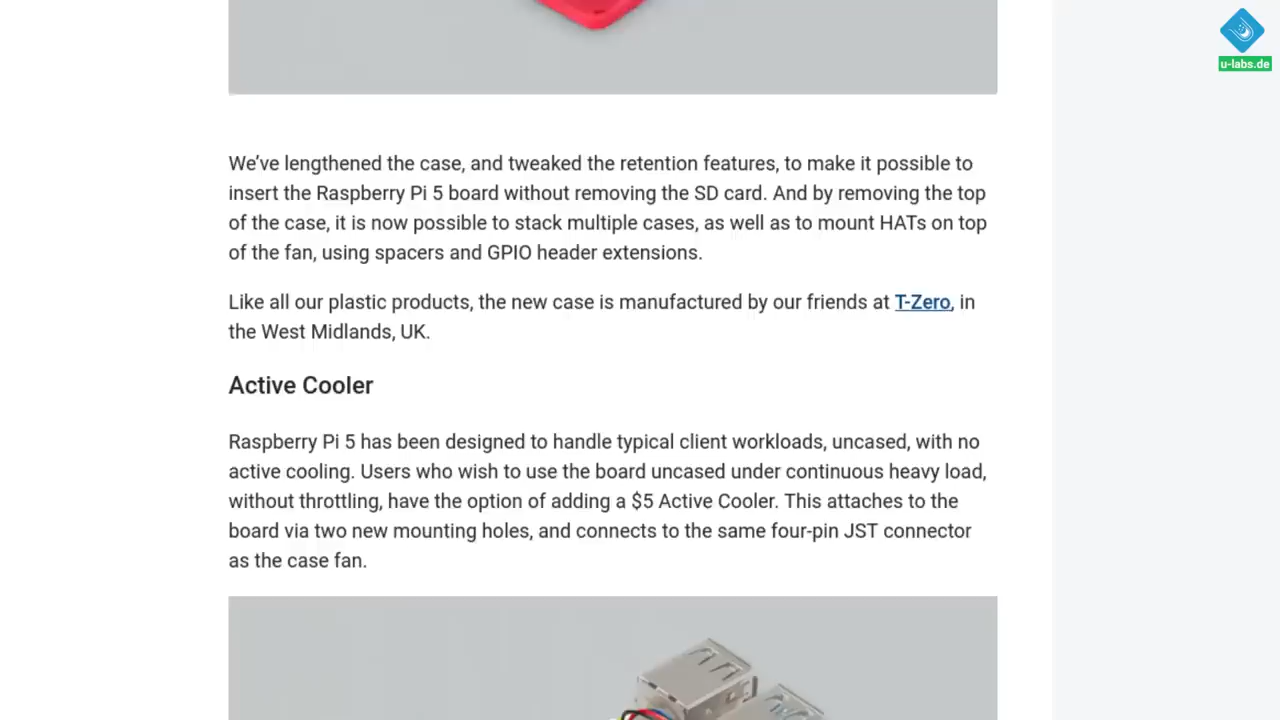 u-labs.de
We’ve lengthened the case, and tweaked the retention features, to make it possible to
insert the Raspberry Pi 5 board without removing the SD card. And by removing the top
of the case, it is now possible to stack multiple cases, as well as to mount HATs on top
of the fan, using spacers and GPIO header extensions.
Like all our plastic products, the new case is manufactured by our friends at T-Zero, in
the West Midlands, UK.
Active Cooler
Raspberry Pi 5 has been designed to handle typical client workloads, uncased, with no
active cooling. Users who wish to use the board uncased under continuous heavy load,
without throttling, have the option of adding a $5 Active Cooler. This attaches to the
board via two new mounting holes, and connects to the same four-pin JST connector
as the case fan.